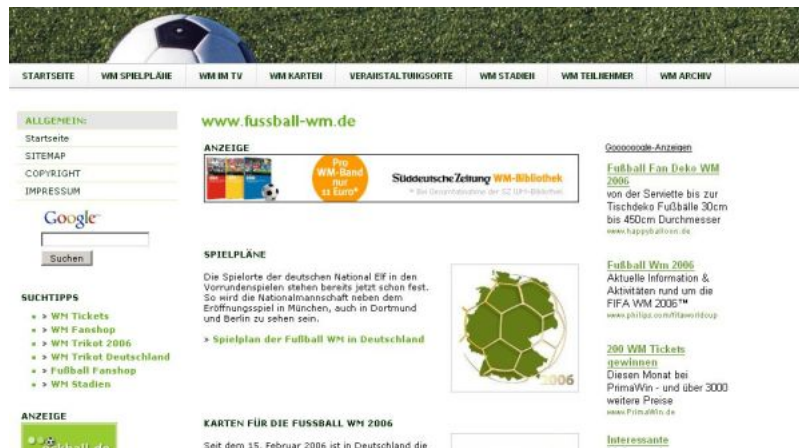 STARTSEITE WM SPIELPLÄNE WM IM TV WM KARTEN VERANSTALTUNGSORTE WM STADIEN WM TEILNEHMER WM ARCHIV
ALLGEMEIN:
Startseite
SITEMAP
COPYRIGHT
IMPRESSUM
Google
Suchen
SUCHTIPPS
» WM Tickets
» WM Fanshop
» WM Trikot 2006
» WM Trikot Deutschland
» Fußball Fanshop
» WM Stadien
ANZEIGE
www.fussball-wm.de
ANZEIGE
Pro
WM-Band
nur
11 Euro*
Süddeutsche Zeitung WM-Bibliothek
* Bei Gesamtabnahme der SZ WM-Bibliothek
SPIELPLÄNE
Die Spielorte der deutschen National Elf in den
Vorrundenspielen stehen bereits jetzt schon fest.
So wird die Nationalmannschaft neben dem
Eröffnungsspiel in München, auch in Dortmund
und Berlin zu sehen sein.
» Spielplan der Fußball WM in Deutschland
2006
KARTEN FÜR DIE FUSSBALL WM 2006
Seit dem 15. Februar 2006 ist in Deutschland die
Goooooogle-Anzeigen
Fußball Fan Deko WM
2006
von der Serviette bis zur
Tischdeko Fußbälle 30cm
bis 450cm Durchmesser
www.happyballoon.de
Fußball Wm 2006
Aktuelle Information &
Aktivitäten rund um die
FIFA WM 2006™
www.philips.com/fifaworldcup
200 WM Tickets
gewinnen
Diesen Monat bei
PrimaWin - und über 3000
weitere Preise
www.PrimaWin.de
Interessante